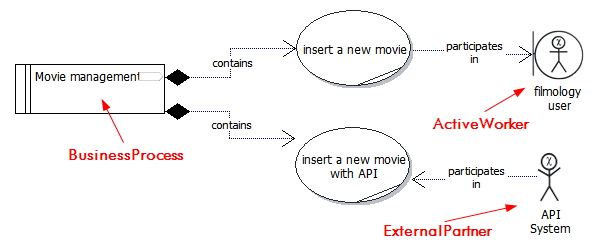 insert a new movie
participates
in
contains
Movie management
filmology
user
ActiveWorker
contains
BusinessProcess
insert a new movie
with API
participates
in
API
System
ExternalPartner